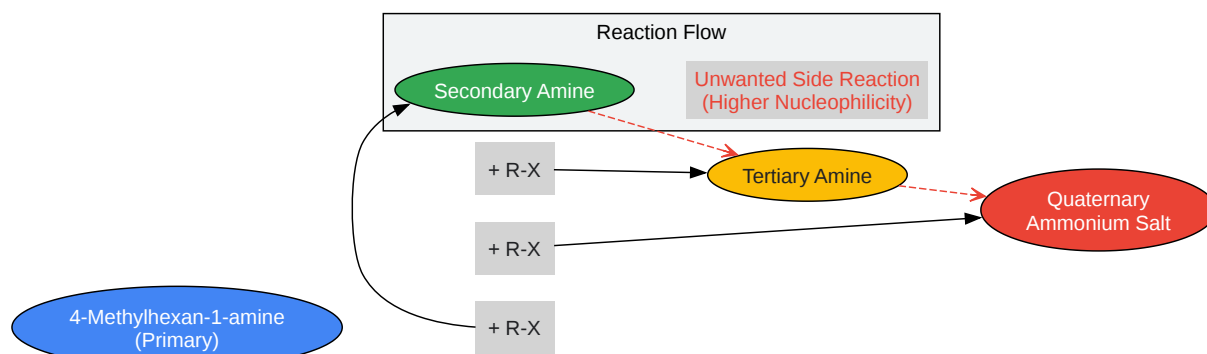 Reaction Flow
Secondary Amine
Unwanted Side Reaction
(Higher Nucleophilicity)
+ R-X
Tertiary Amine
Quaternary
Ammonium Salt
+ R-X
4-Methylhexan-1-amine
(Primary)
+ R-X